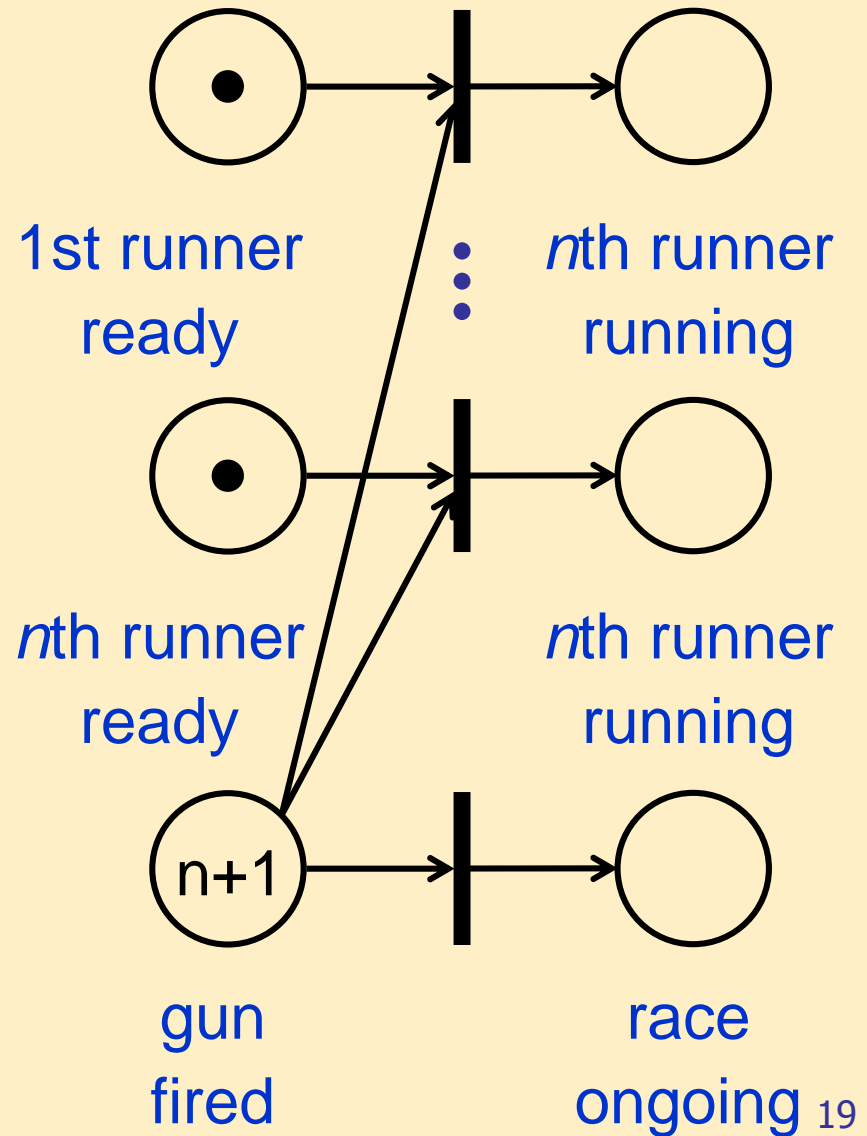 1st runner
ready
nth runner
running
nth runner
ready
nth runner
running
n+1
gun
fired
race
ongoing
19